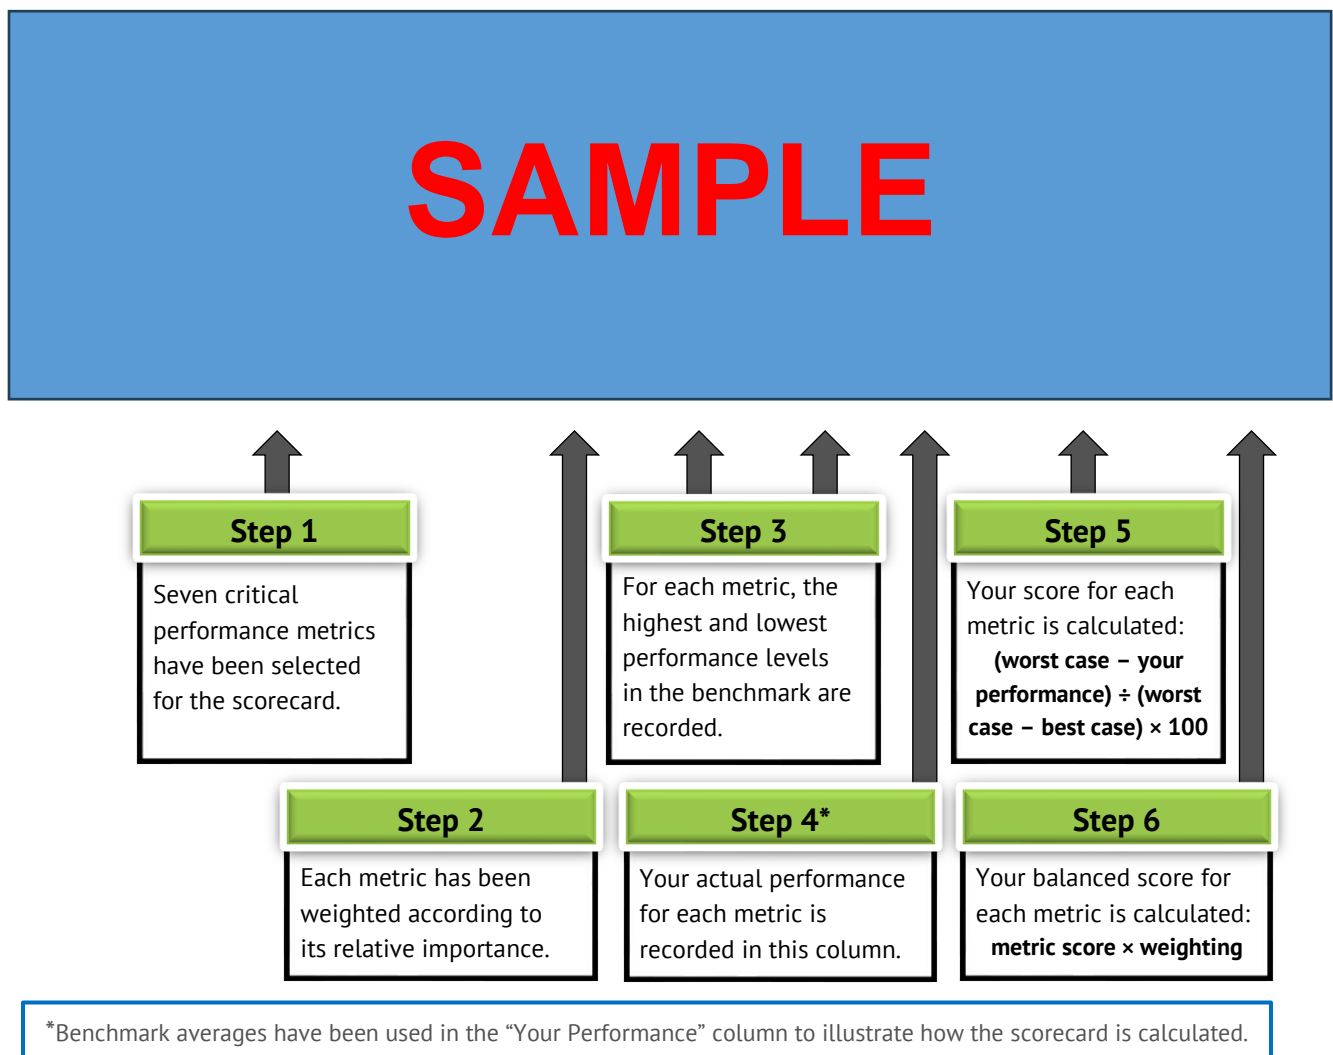 SAMPLE
Step 1
Seven critical
performance metrics
have been selected
for the scorecard.
Step 2
Each metric has been
weighted according to
its relative importance.
Step 3
For each metric, the
highest and lowest
performance levels
in the benchmark are
recorded.
Step 4*
Your actual performance
for each metric is
recorded in this column.
Step 5
Your score for each
metric is calculated:
(worst case – your
performance) ÷ (worst
case – best case) × 100
Step 6
Your balanced score for
each metric is calculated:
metric score × weighting
*Benchmark averages have been used in the “Your Performance” column to illustrate how the scorecard is calculated.